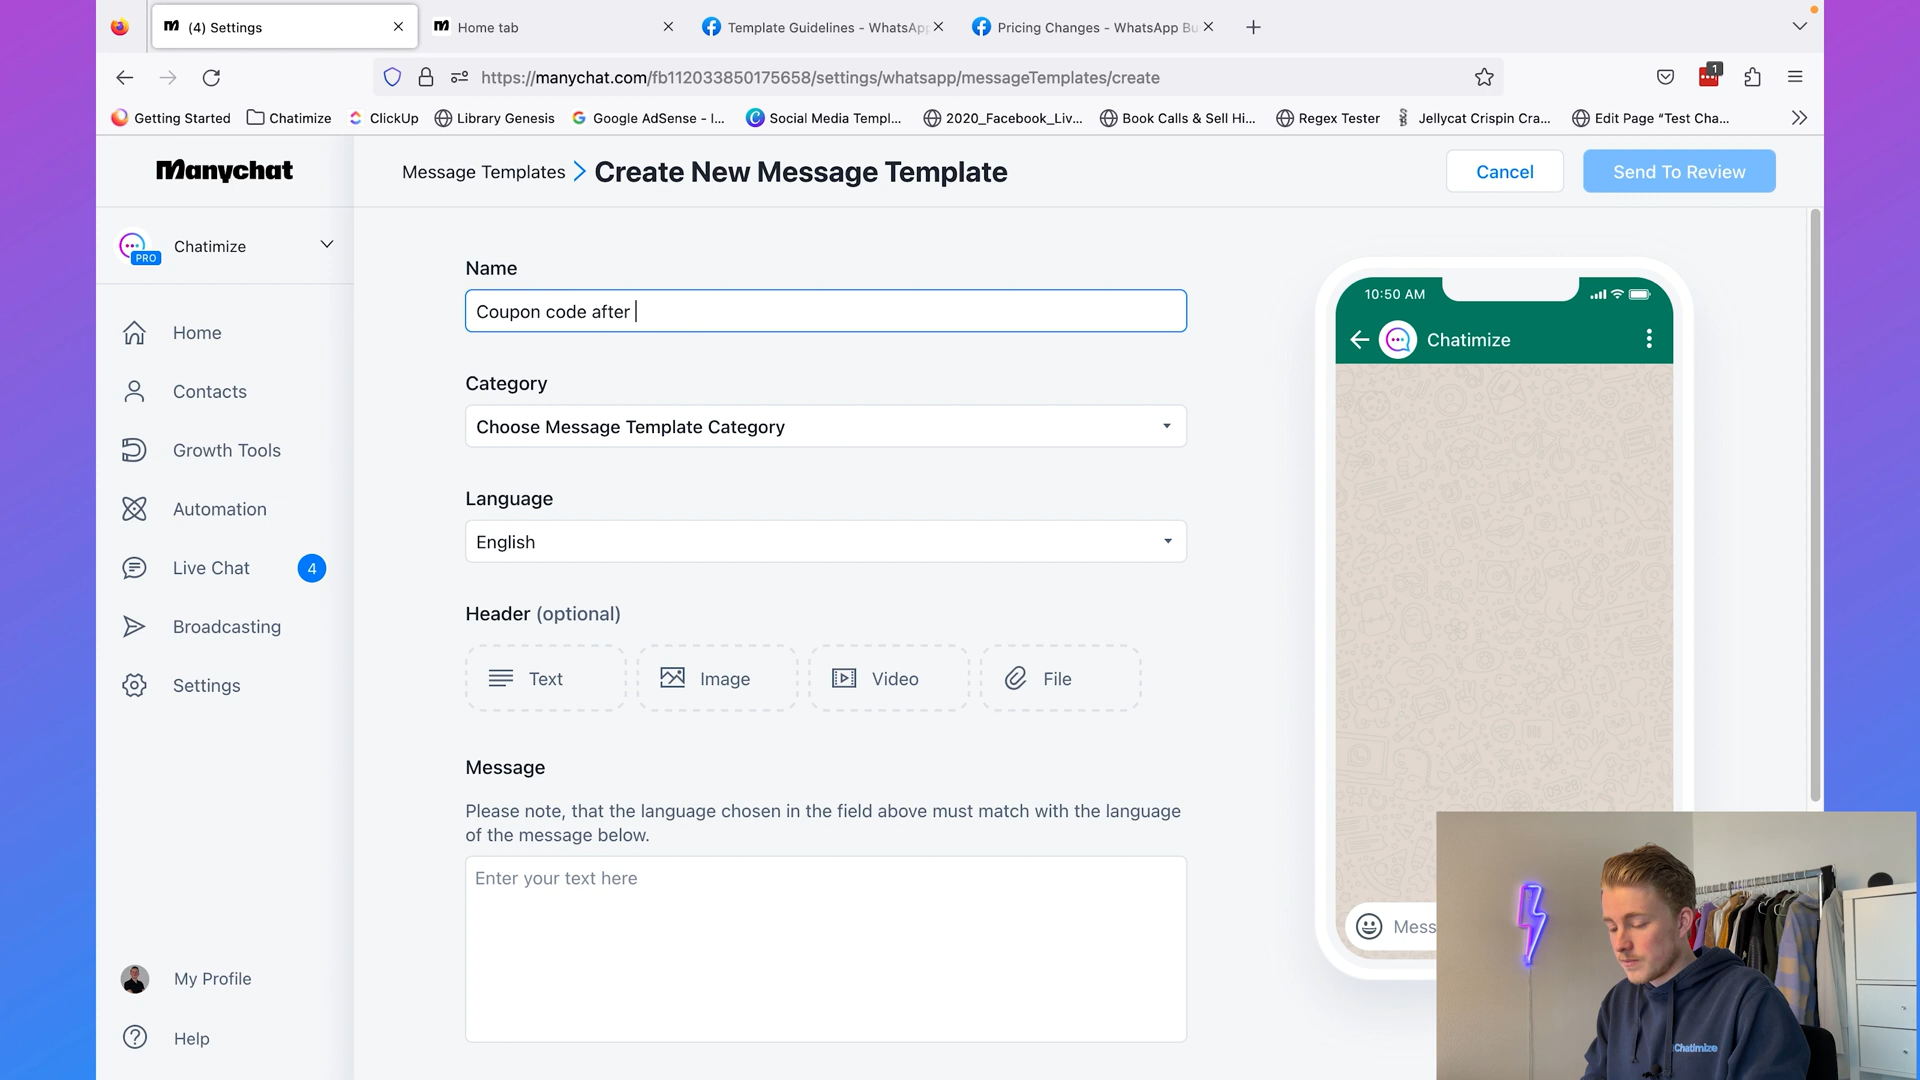 (4) Settings
Home tab
Template Guidelines - WhatsApp
Pricing Changes - WhatsApp Bu
https://manychat.com/fb112033850175658/settings/whatsapp/messageTemplates/create
1
Getting Started
Chatimize
ClickUp
Library Genesis
Google AdSense - I...
Social Media Templ...
2020_Facebook_Liv...
Book Calls & Sell Hi...
Regex Tester
Jellycat Crispin Cra...
Edit Page “Test Cha...
Manychat
Message Templates
Create New Message Template
Cancel
Send To Review
PRO
Chatimize
Home
Contacts
Growth Tools
Automation
Live Chat
4
Broadcasting
Settings
My Profile
Help
Name
Coupon code after
Category
Choose Message Template Category
Language
English
Header (optional)
Text
Image
Video
File
Message
Please note, that the language chosen in the field above must match with the language
of the message below.
Enter your text here
10:50 AM
Chatimize
Mess
Chatimize